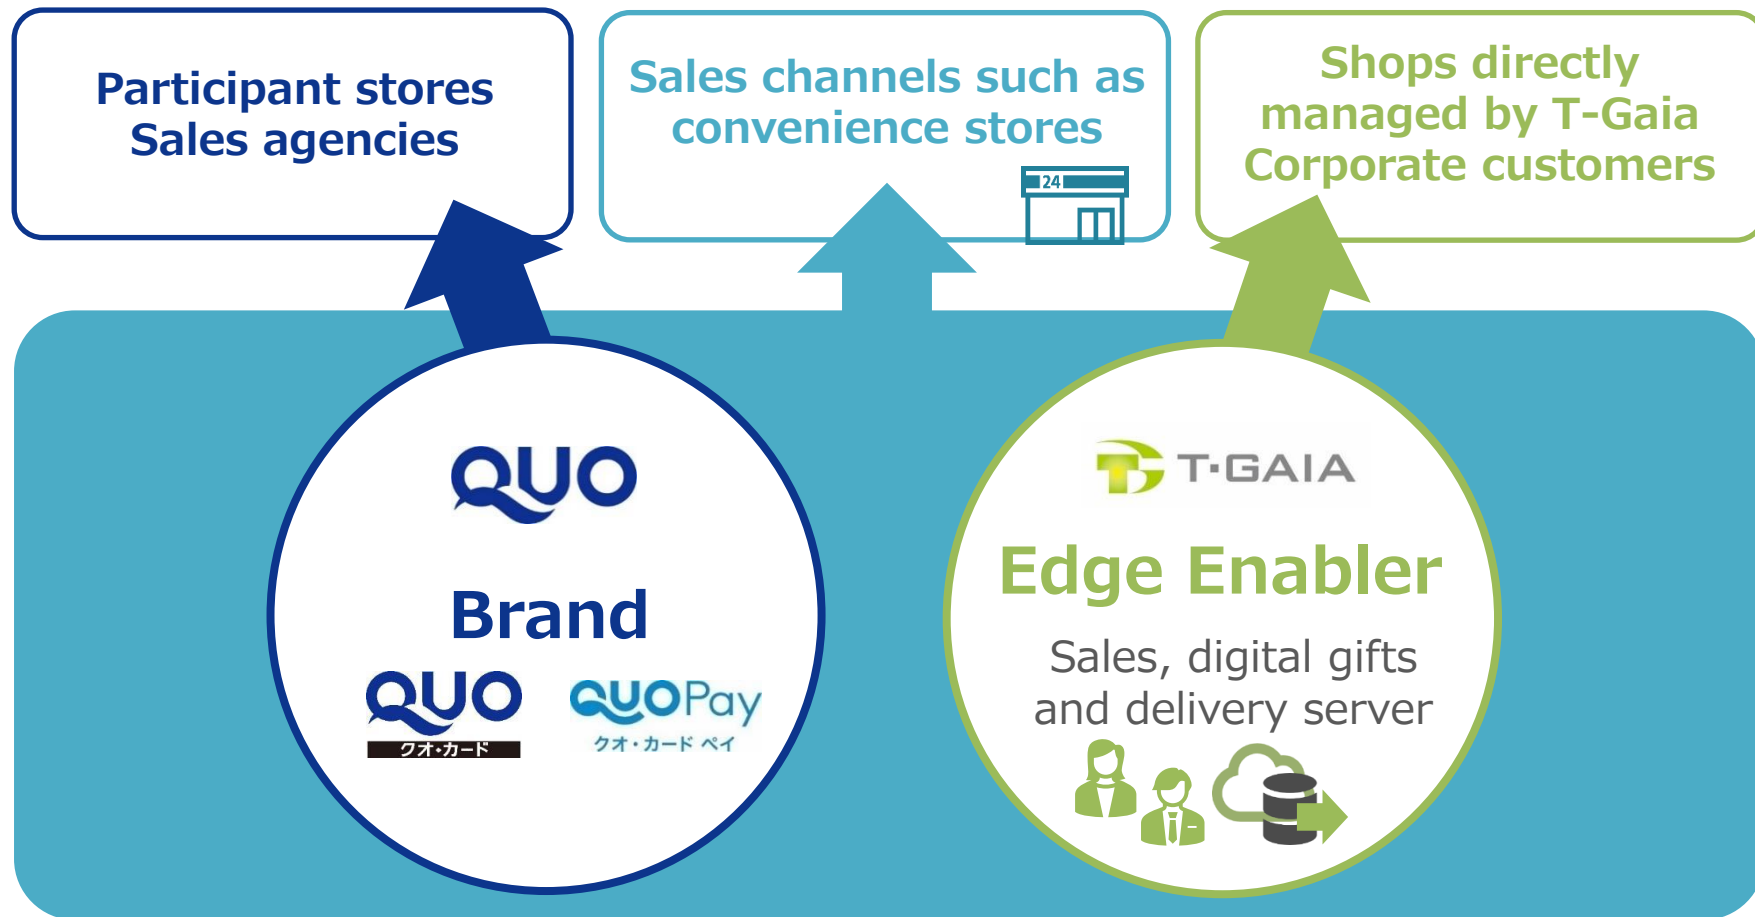 Participant stores
Sales agencies
Sales channels such as
convenience stores
24
Shops directly
managed by T-Gaia
Corporate customers
QUO
Brand
QUO
クオ・カード
QUOPay
クオ・カード ペイ
T・GAIA
Edge Enabler
Sales, digital gifts
and delivery server